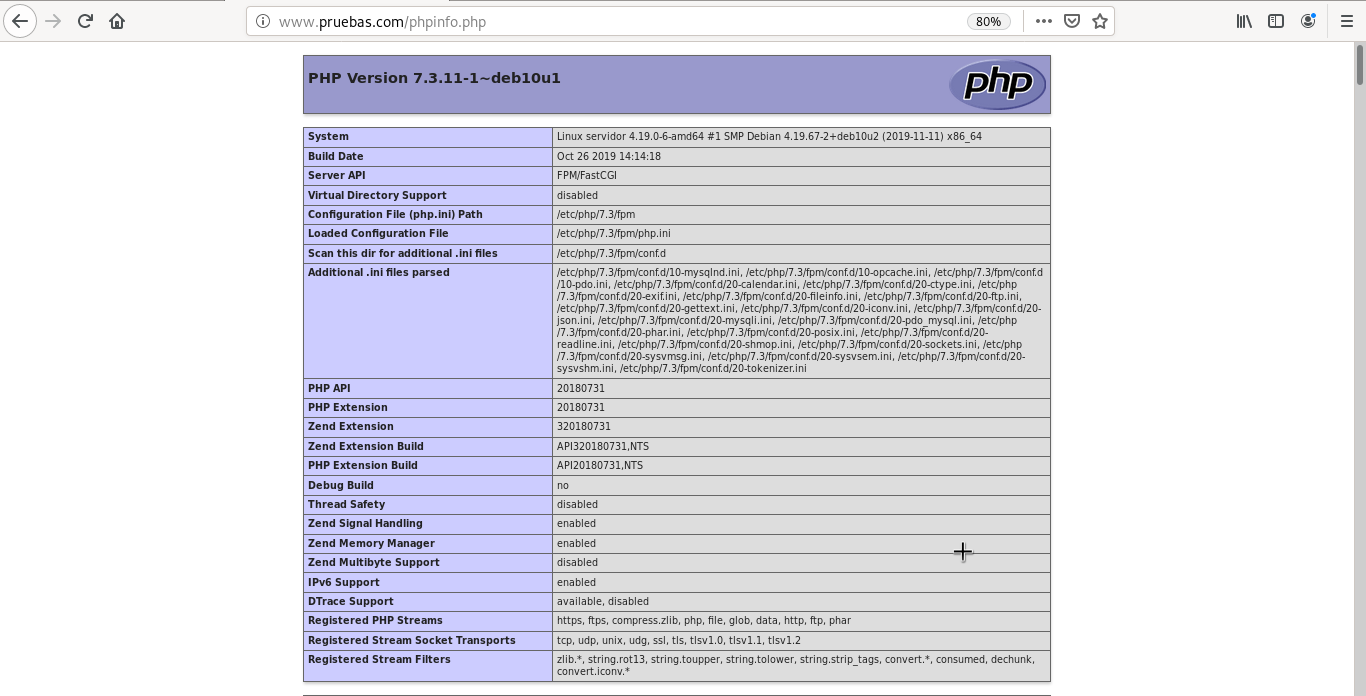 www.pruebas.com/phpinfo.php 80%
PHP Version 7.3.11-1~deb10u1 php
System Linux servidor 4.19.0-6-amd64 #1 SMP Debian 4.19.67-2+deb10u2 (2019-11-11) x86_64
Build Date Oct 26 2019 14:14:18
Server API FPM/FastCGI
Virtual Directory Support disabled
Configuration File (php.ini) Path /etc/php/7.3/fpm
Loaded Configuration File /etc/php/7.3/fpm/php.ini
Scan this dir for additional .ini files /etc/php/7.3/fpm/conf.d
Additional .ini files parsed /etc/php/7.3/fpm/conf.d/10-mysqlnd.ini, /etc/php/7.3/fpm/conf.d/10-opcache.ini, /etc/php/7.3/fpm/conf.d
/10-pdo.ini, /etc/php/7.3/fpm/conf.d/20-calendar.ini, /etc/php/7.3/fpm/conf.d/20-ctype.ini, /etc/php
/7.3/fpm/conf.d/20-exif.ini, /etc/php/7.3/fpm/conf.d/20-fileinfo.ini, /etc/php/7.3/fpm/conf.d/20-ftp.ini,
/etc/php/7.3/fpm/conf.d/20-gettext.ini, /etc/php/7.3/fpm/conf.d/20-iconv.ini, /etc/php/7.3/fpm/conf.d/20-
json.ini, /etc/php/7.3/fpm/conf.d/20-mysqli.ini, /etc/php/7.3/fpm/conf.d/20-pdo_mysql.ini, /etc/php
/7.3/fpm/conf.d/20-phar.ini, /etc/php/7.3/fpm/conf.d/20-posix.ini, /etc/php/7.3/fpm/conf.d/20-
readline.ini, /etc/php/7.3/fpm/conf.d/20-shmop.ini, /etc/php/7.3/fpm/conf.d/20-sockets.ini, /etc/php
/7.3/fpm/conf.d/20-sysvmsg.ini, /etc/php/7.3/fpm/conf.d/20-sysvsem.ini, /etc/php/7.3/fpm/conf.d/20-
sysvshm.ini, /etc/php/7.3/fpm/conf.d/20-tokenizer.ini
PHP API 20180731
PHP Extension 20180731
Zend Extension 320180731
Zend Extension Build API320180731,NTS
PHP Extension Build API20180731,NTS
Debug Build no
Thread Safety disabled
Zend Signal Handling enabled
Zend Memory Manager enabled
Zend Multibyte Support disabled
IPv6 Support enabled
DTrace Support available, disabled
Registered PHP Streams https, ftps, compress.zlib, php, file, glob, data, http, ftp, phar
Registered Stream Socket Transports tcp, udp, unix, udg, ssl, tls, tlsv1.0, tlsv1.1, tlsv1.2
Registered Stream Filters zlib.*, string.rot13, string.toupper, string.tolower, string.strip_tags, convert.*, consumed, dechunk,
convert.iconv.*